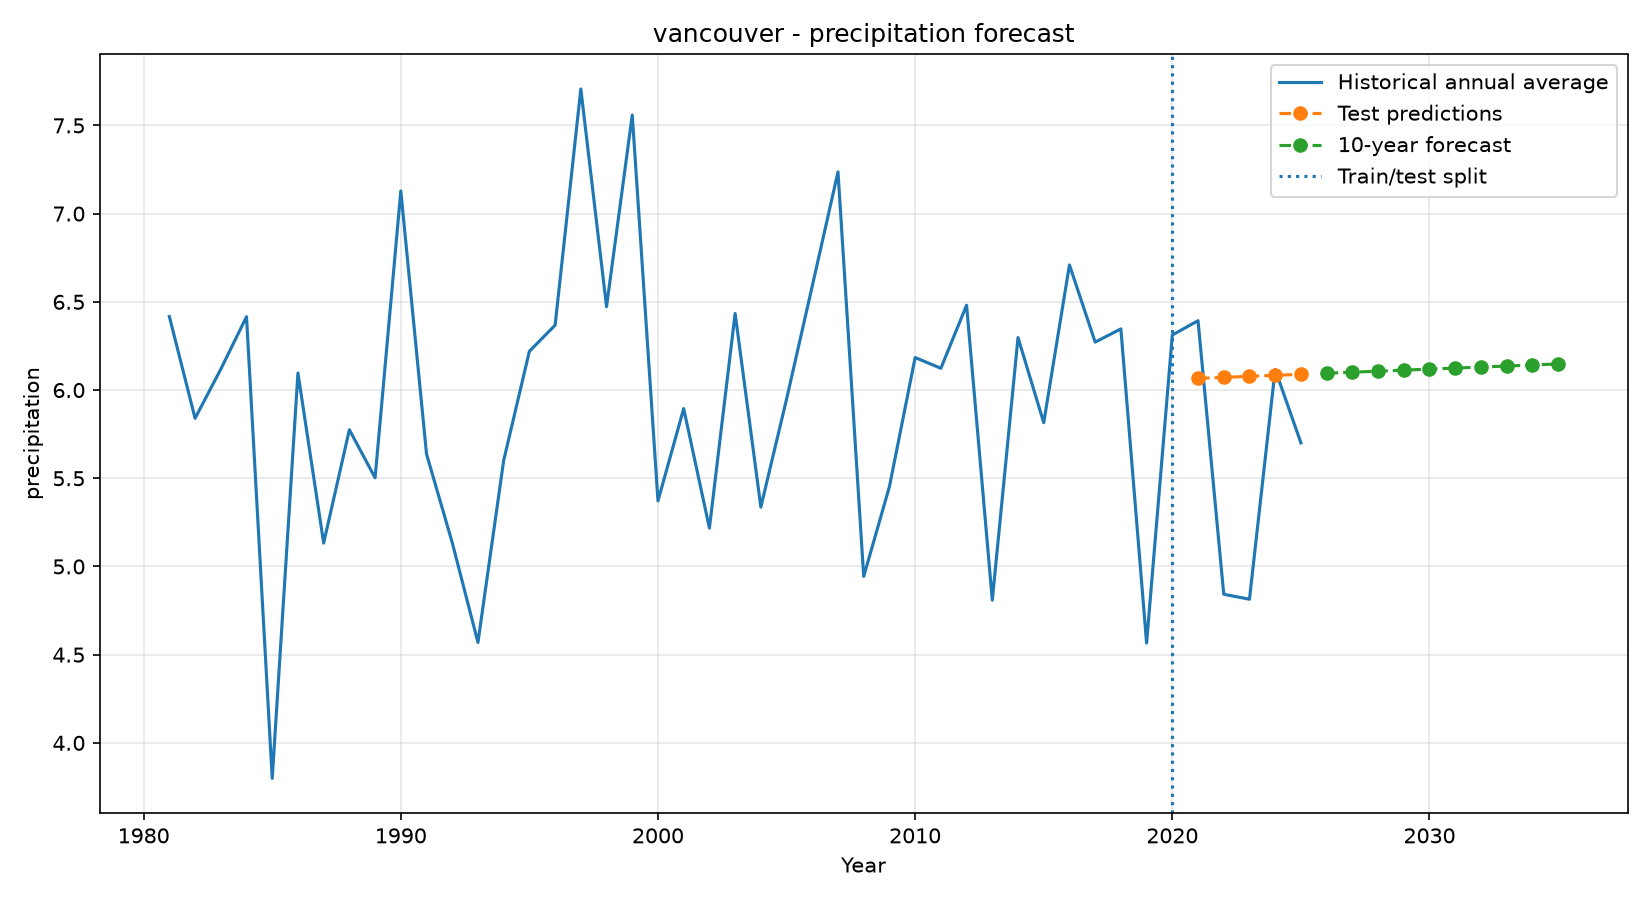 vancouver - precipitation forecast
Historical annual average
Test predictions
10-year forecast
Train/test split
precipitation
7.5
7.0
6.5
6.0
5.5
5.0
4.5
4.0
1980 1990 2000 2010 2020 2030
Year